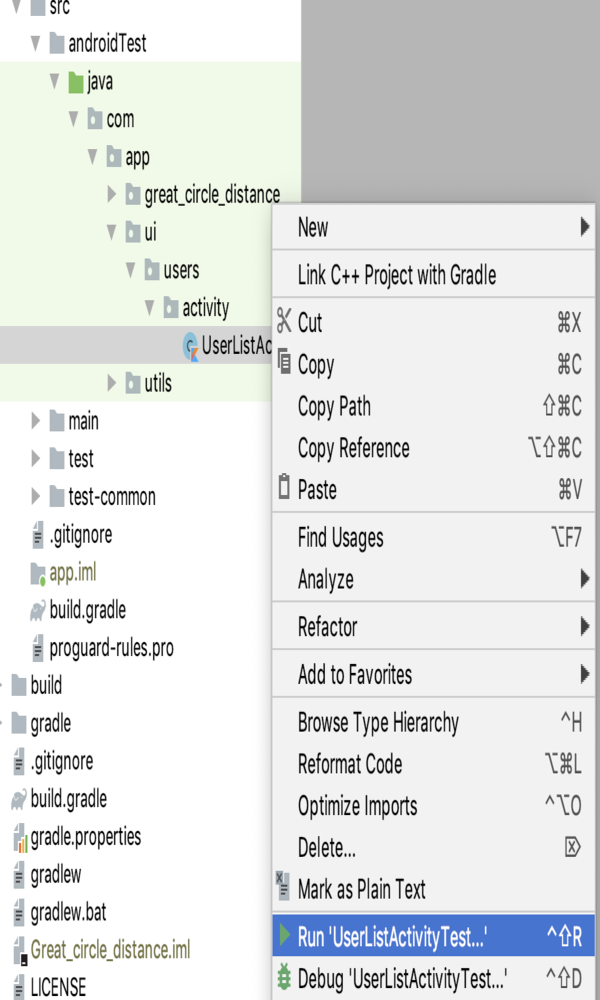 src
androidTest
java
com
app
great_circle_distance
ui
users
activity
UserListAc
utils
main
test
test-common
.gitignore
app.iml
build.gradle
proguard-rules.pro
build
gradle
.gitignore
build.gradle
gradle.properties
gradlew
gradlew.bat
Great_circle_distance.iml
LICENSE
New
Link C++ Project with Gradle
Cut ⌘X
Copy ⌘C
Copy Path ⇧⌘C
Copy Reference ⌥⇧⌘C
Paste ⌘V
Find Usages ⌥F7
Analyze
Refactor
Add to Favorites
Browse Type Hierarchy ^H
Reformat Code ⌥⌘L
Optimize Imports ^⌥O
Delete... ⌦
Mark as Plain Text
Run 'UserListActivityTest...' ^⇧R
Debug 'UserListActivityTest...' ^⇧D